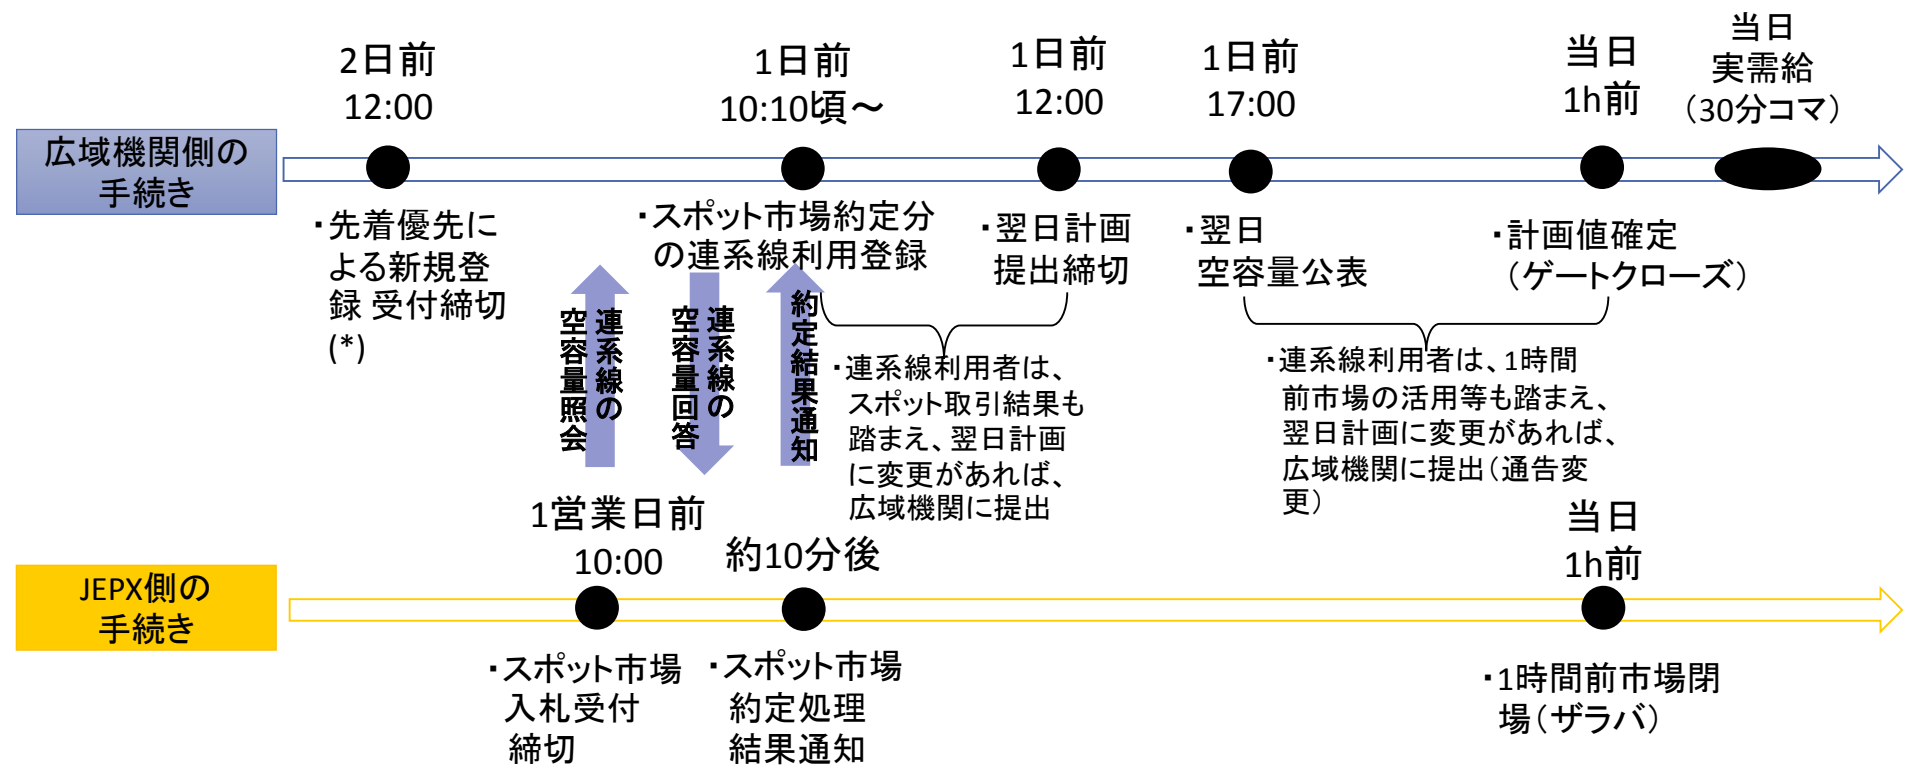 2日前
12:00
1日前
10:10頃～
1日前
12:00
1日前
17:00
当日
1h前
当日
実需給
（30分コマ）
広域機関側の
手続き
・先着優先に
よる新規登
録 受付締切
(*)
・スポット市場約定分
の連系線利用登録
・翌日計画
提出締切
・翌日
空容量公表
・計画値確定
（ゲートクローズ）
連系線の
空容量照会
連系線の
空容量回答
約定結果通知
・連系線利用者は、
スポット取引結果も
踏まえ、翌日計画
に変更があれば、
広域機関に提出
・連系線利用者は、1時間
前市場の活用等も踏まえ、
翌日計画に変更があれば、
広域機関に提出（通告変
更）
1営業日前
10:00
約10分後
当日
1h前
JEPX側の
手続き
・スポット市場
入札受付
締切
・スポット市場
約定処理
結果通知
・1時間前市場閉
場（ザラバ）